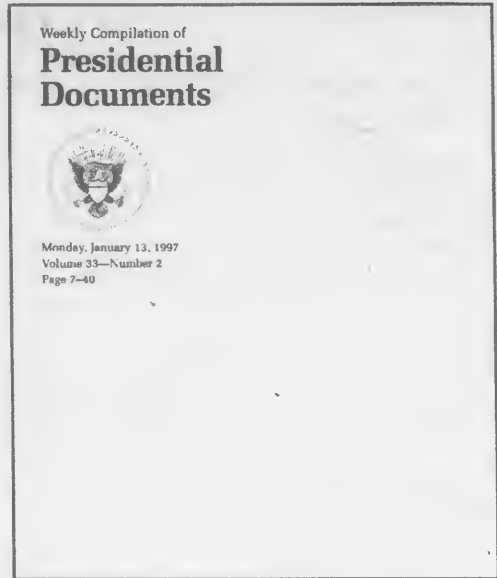 Weekly Compilation of
Presidential
Documents
Monday, January 13, 1997
Volume 33—Number 2
Page 7–40